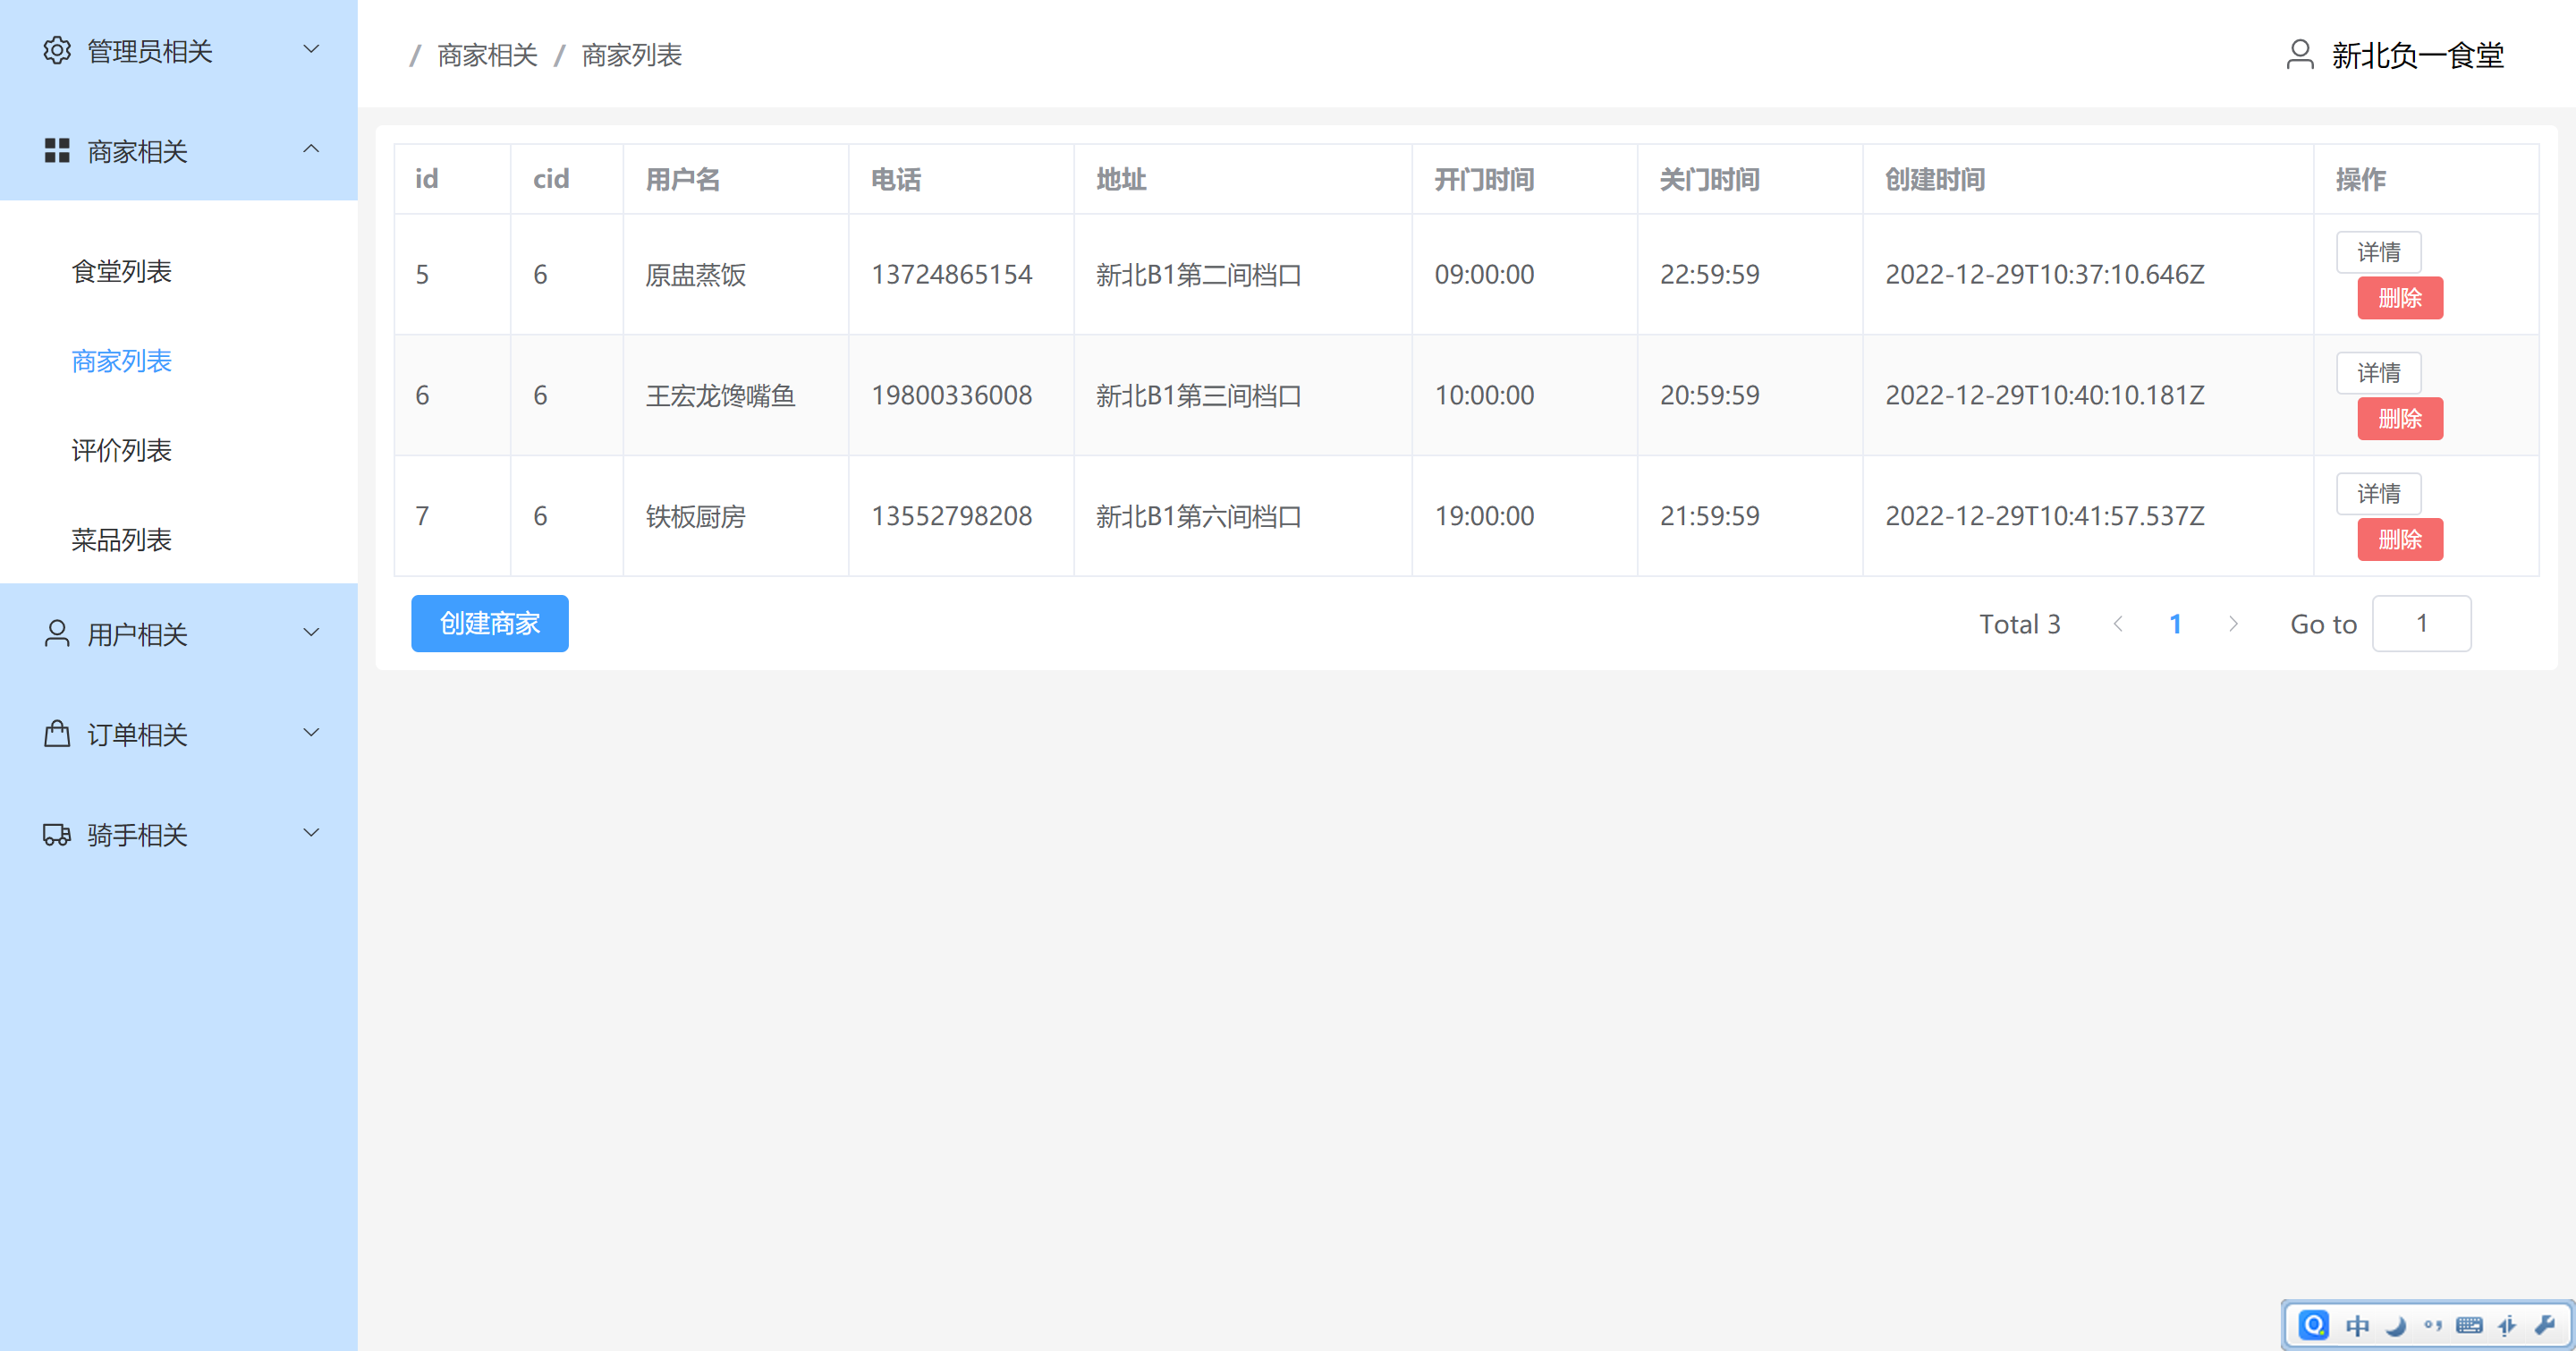 管理员相关
商家相关
食堂列表
商家列表
评价列表
菜品列表
用户相关
订单相关
骑手相关
/ 商家相关 / 商家列表
新北负一食堂
id cid 用户名 电话 地址 开门时间 关门时间 创建时间 操作
5 6 原盅蒸饭 13724865154 新北B1第二间档口 09:00:00 22:59:59 2022-12-29T10:37:10.646Z 详情
删除
6 6 王宏龙馋嘴鱼 19800336008 新北B1第三间档口 10:00:00 20:59:59 2022-12-29T10:40:10.181Z 详情
删除
7 6 铁板厨房 13552798208 新北B1第六间档口 19:00:00 21:59:59 2022-12-29T10:41:57.537Z 详情
删除
创建商家 Total 3 1 Go to 1
中